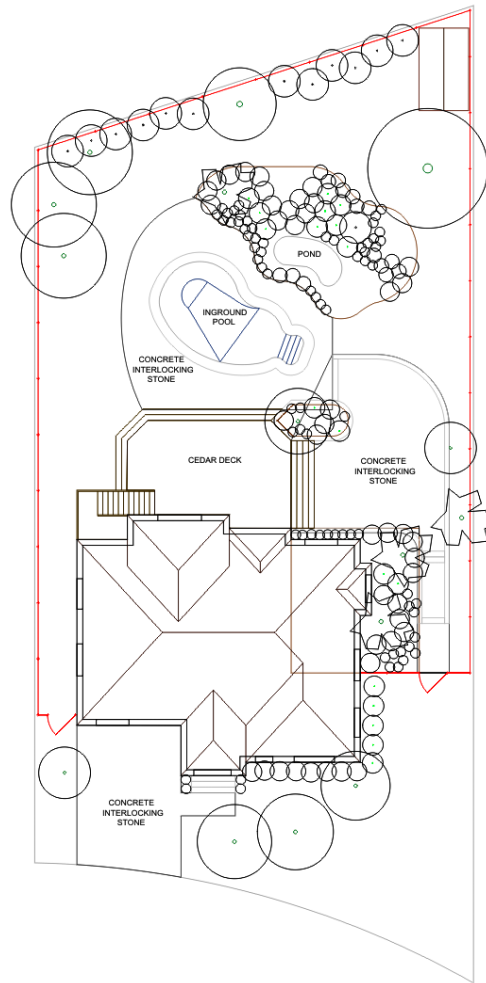 POND
INGROUND
POOL
CONCRETE
INTERLOCKING
STONE
CEDAR DECK
CONCRETE
INTERLOCKING
STONE
CONCRETE
INTERLOCKING
STONE